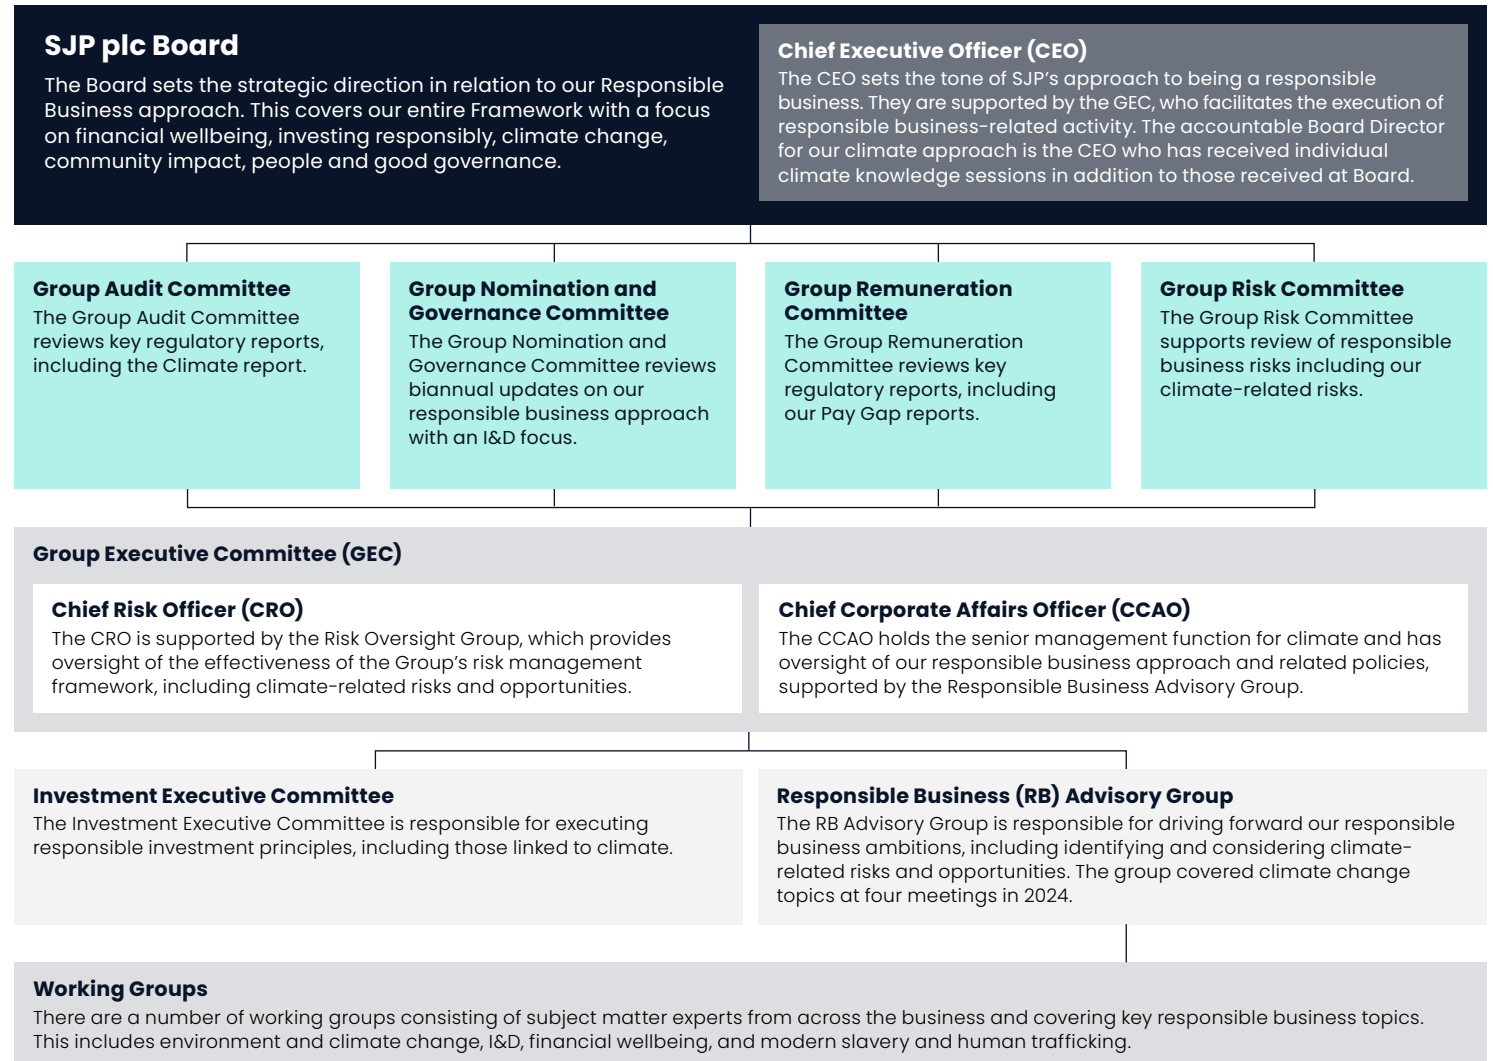 SJP plc Board
The Board sets the strategic direction in relation to our Responsible
Business approach. This covers our entire Framework with a focus
on financial wellbeing, investing responsibly, climate change,
community impact, people and good governance.
Chief Executive Officer (CEO)
The CEO sets the tone of SJP's approach to being a responsible
business. They are supported by the GEC, who facilitates the execution of
responsible business-related activity. The accountable Board Director
for our climate approach is the CEO who has received individual
climate knowledge sessions in addition to those received at Board.
Group Audit Committee
The Group Audit Committee
reviews key regulatory reports,
including the Climate report.
Group Nomination and
Governance Committee
The Group Nomination and
Governance Committee reviews
biannual updates on our
responsible business approach
with an I&D focus.
Group Remuneration
Committee
The Group Remuneration
Committee reviews key
regulatory reports, including
our Pay Gap reports.
Group Risk Committee
The Group Risk Committee
supports review of responsible
business risks including our
climate-related risks.
Group Executive Committee (GEC)
Chief Risk Officer (CRO)
The CRO is supported by the Risk Oversight Group, which provides
oversight of the effectiveness of the Group's risk management
framework, including climate-related risks and opportunities.
Chief Corporate Affairs Officer (CCAO)
The CCAO holds the senior management function for climate and has
oversight of our responsible business approach and related policies,
supported by the Responsible Business Advisory Group.
Investment Executive Committee
The Investment Executive Committee is responsible for executing
responsible investment principles, including those linked to climate.
Responsible Business (RB) Advisory Group
The RB Advisory Group is responsible for driving forward our responsible
business ambitions, including identifying and considering climate-
related risks and opportunities. The group covered climate change
topics at four meetings in 2024.
Working Groups
There are a number of working groups consisting of subject matter experts from across the business and covering key responsible business topics.
This includes environment and climate change, I&D, financial wellbeing, and modern slavery and human trafficking.